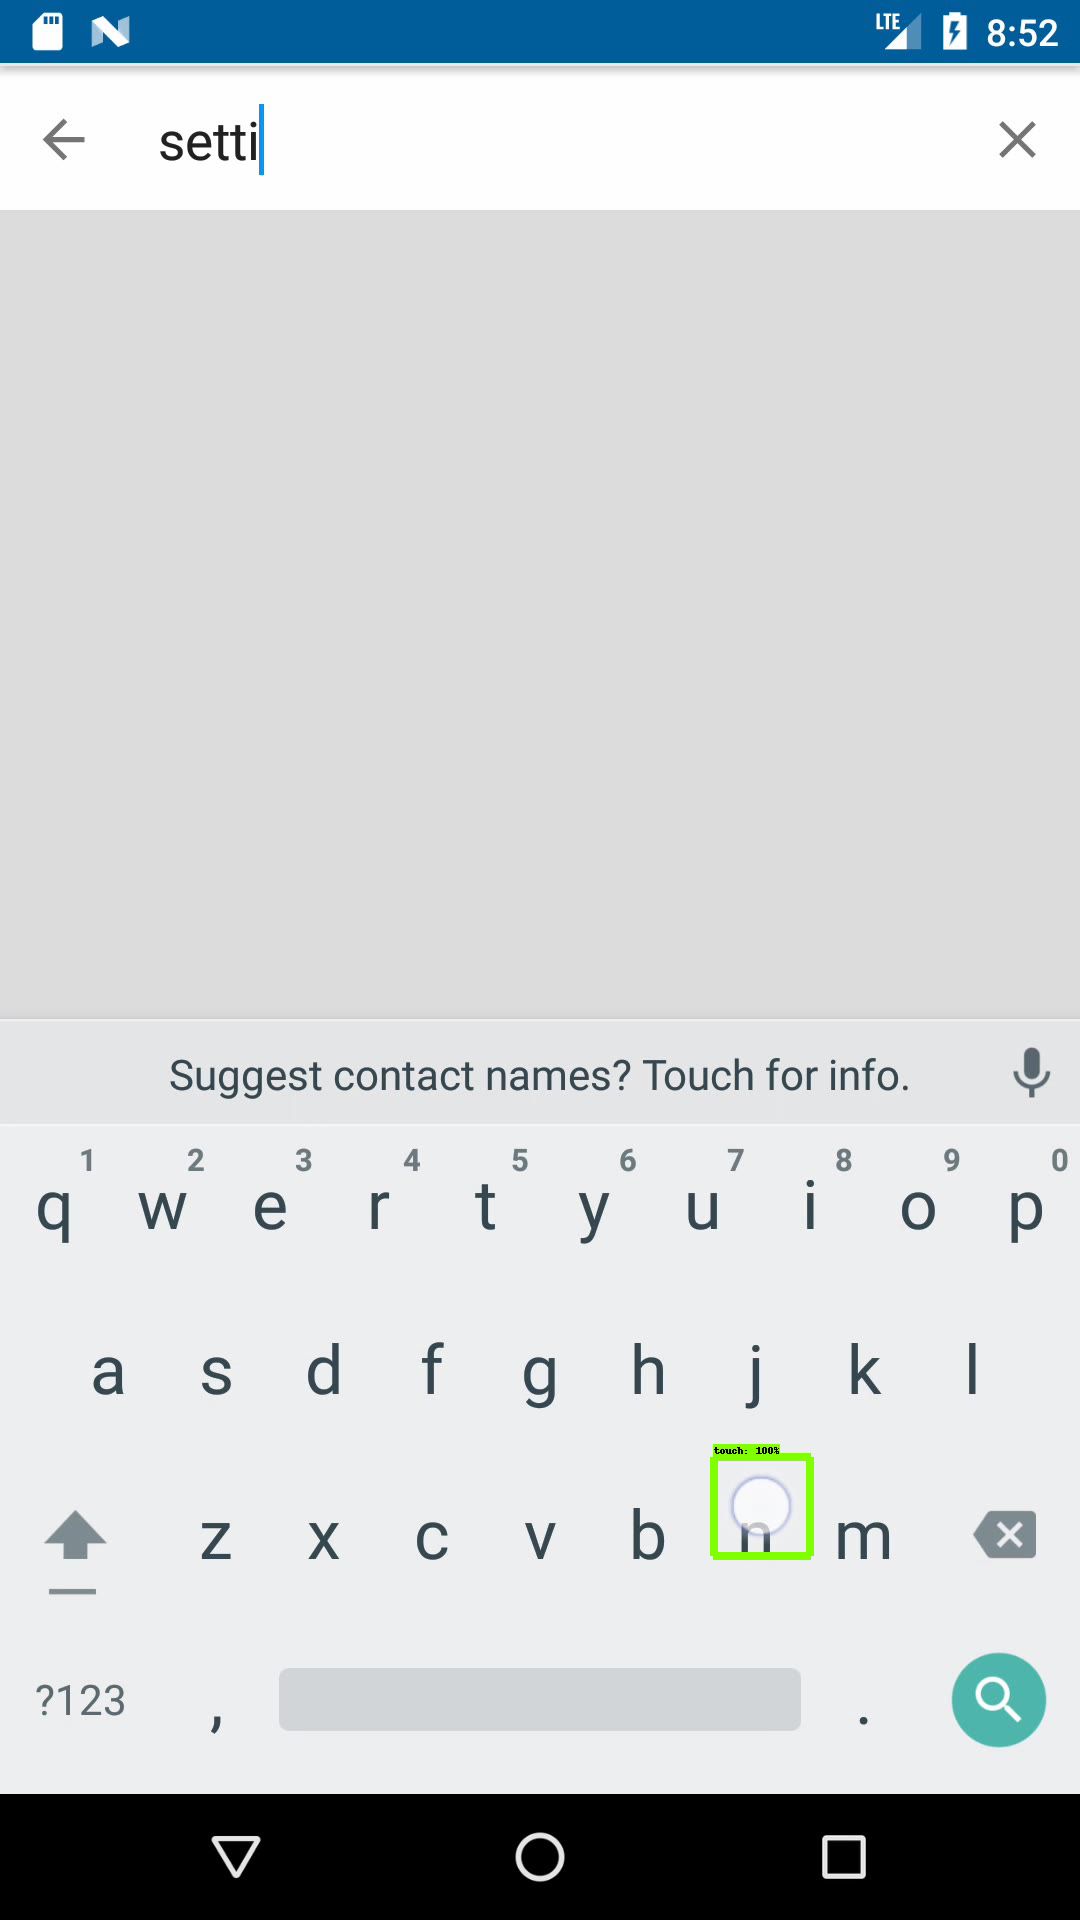 LTE 8:52
setti
Suggest contact names? Touch for info.
1 2 3 4 5 6 7 8 9 0
q w e r t y u i o p
a s d f g h j k l
touch: 100%
z x c v b n m
?123 , .